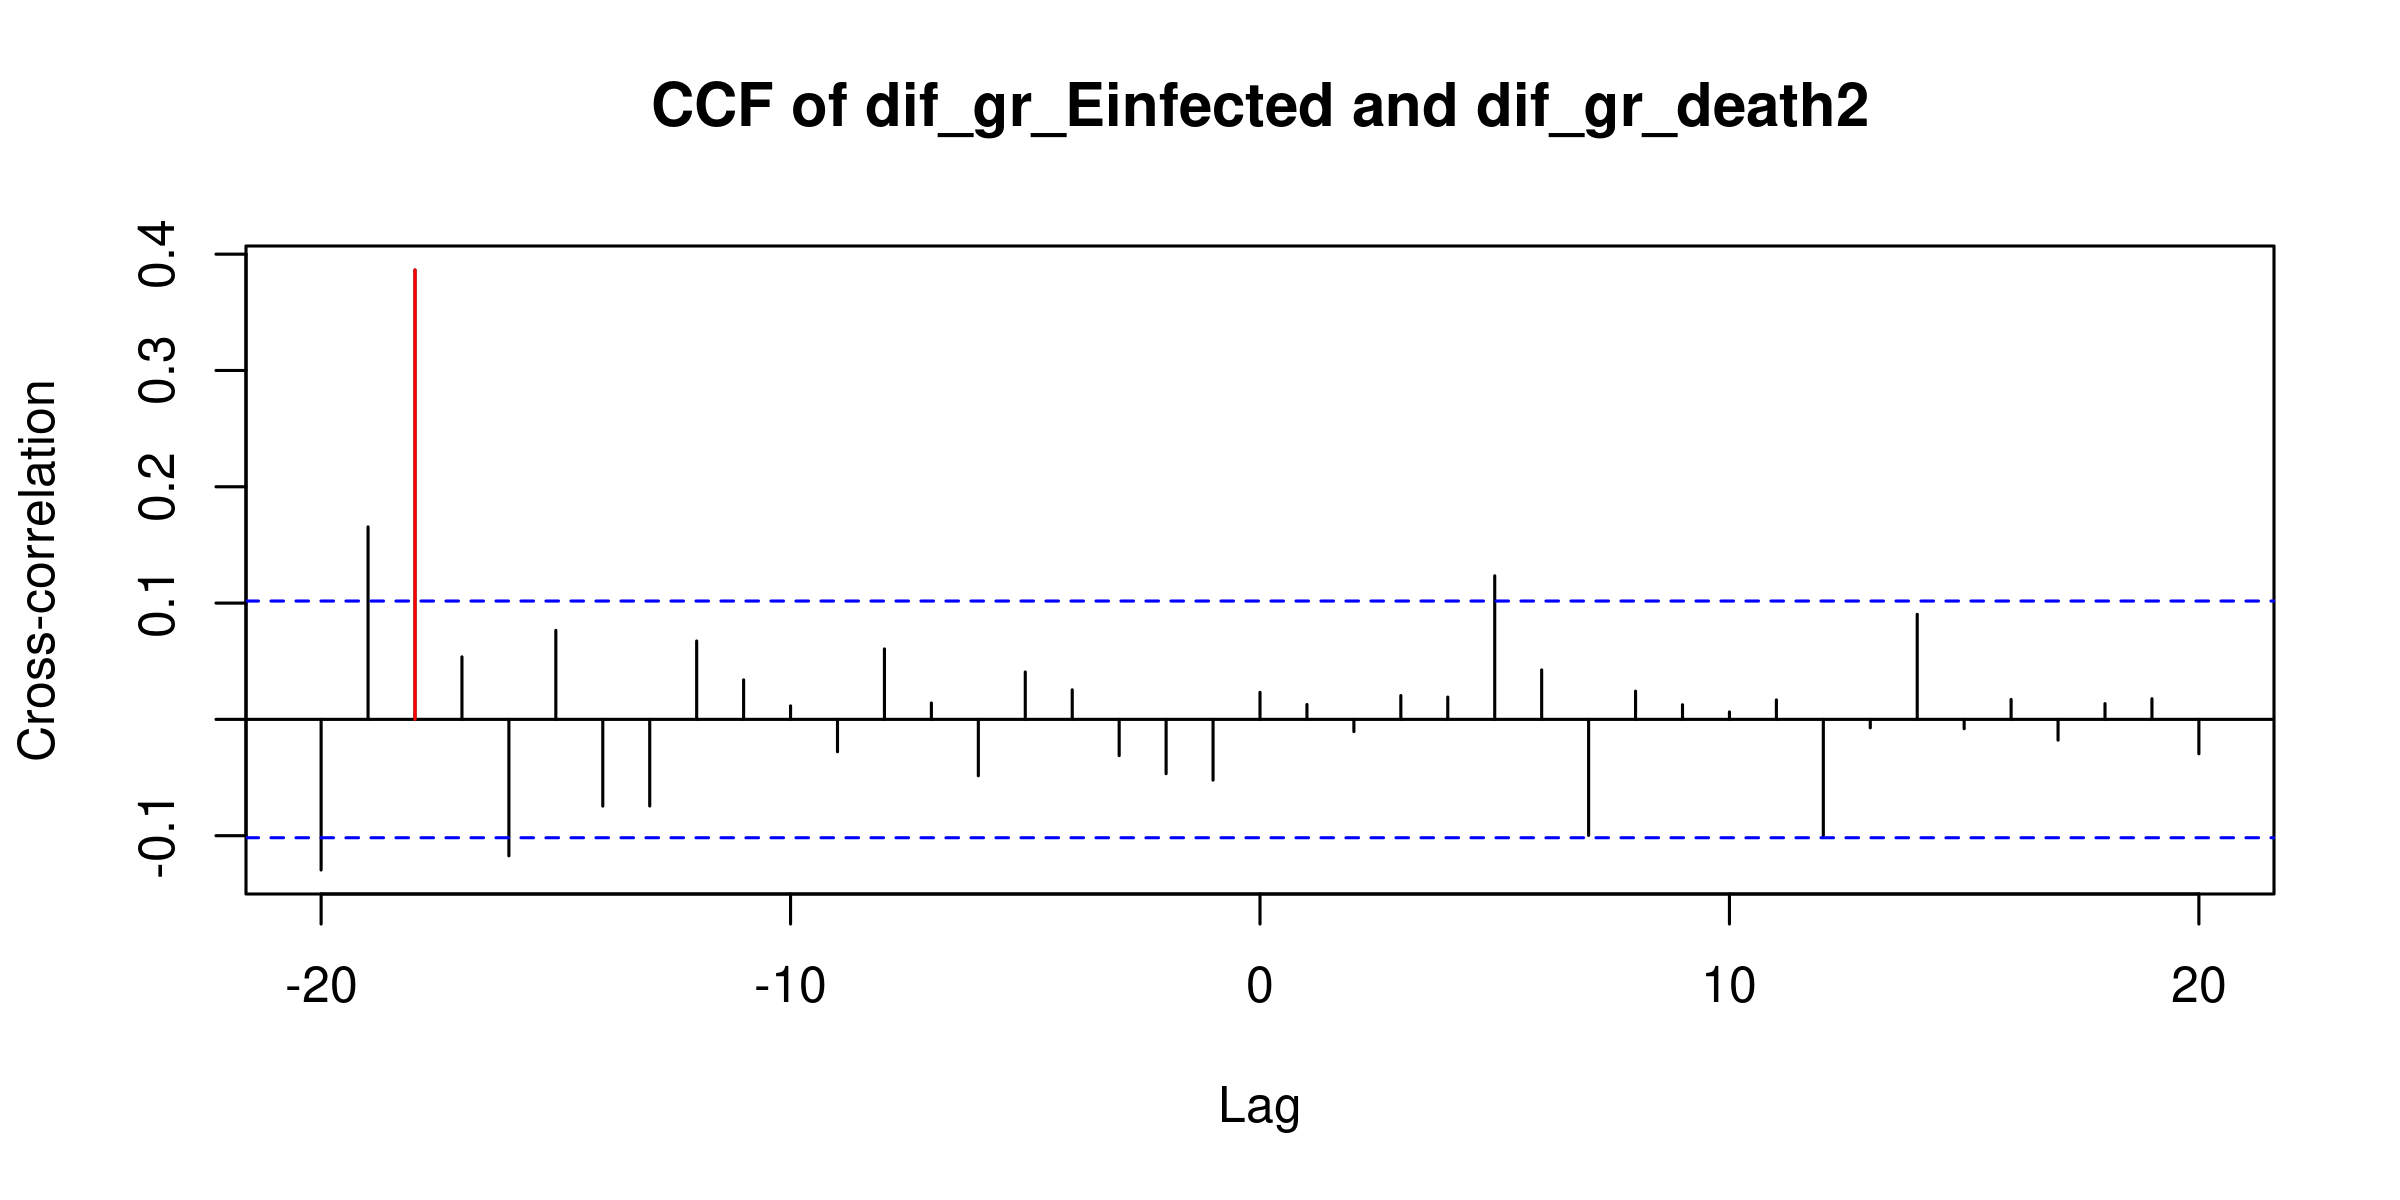 CCF of dif_gr_Einfected and dif_gr_death2
Cross-correlation
0.4
0.3
0.2
0.1
-0.1
-20 -10 0 10 20
Lag